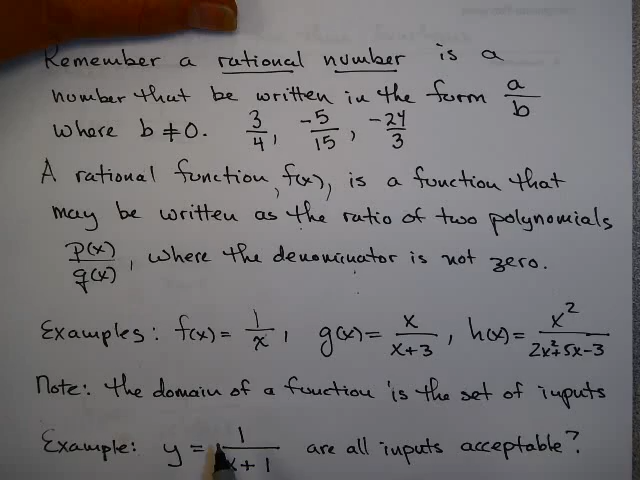 Remember a rational number is a
number that be written in the form a/b
where b ≠ 0. 3/4, -5/15, -24/3
A rational function, f(x), is a function that
may be written as the ratio of two polynomials
p(x)/q(x), where the denominator is not zero.
Examples: f(x) = 1/x, g(x) = x/(x+3), h(x) = x²/(2x²+5x-3)
Note: the domain of a function is the set of inputs
Example: y = 1/(x+1) are all inputs acceptable?